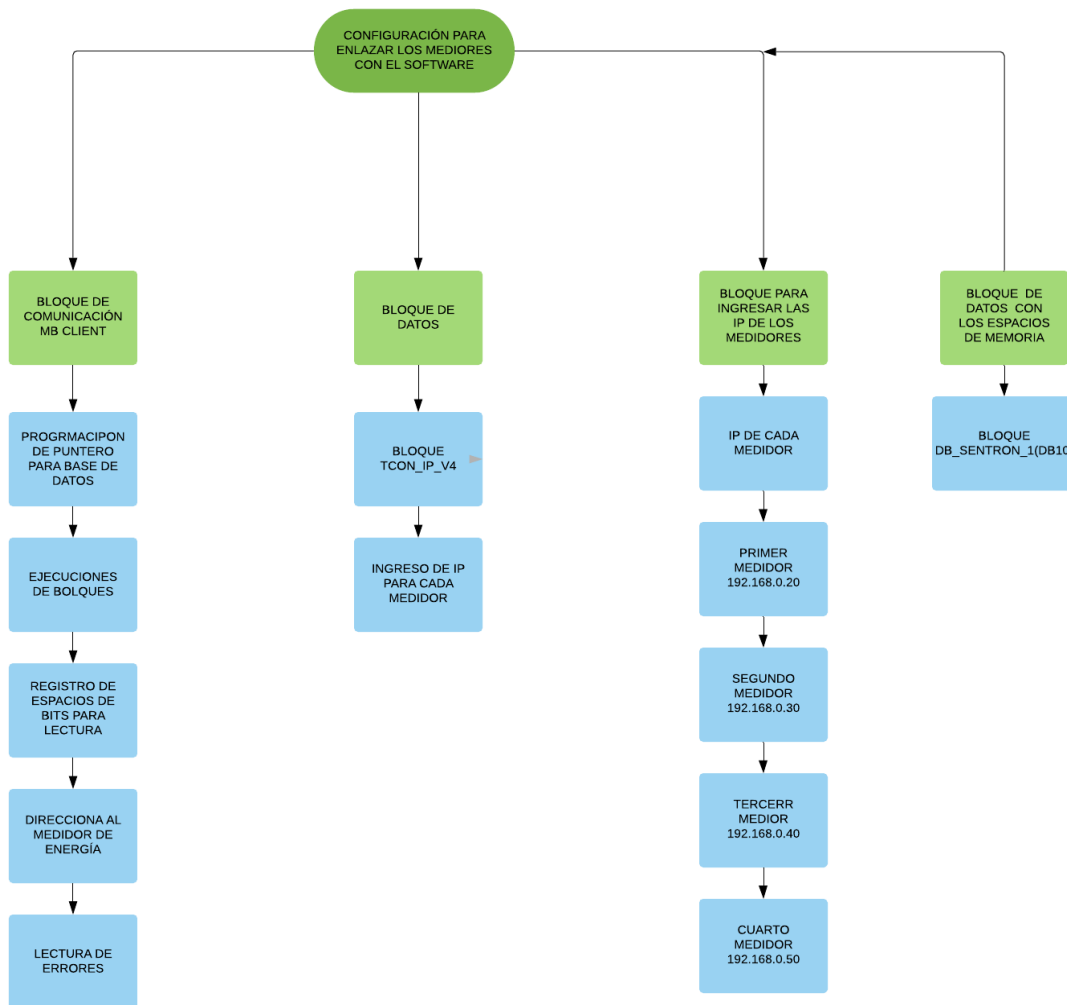 CONFIGURACIÓN PARA
ENLAZAR LOS MEDIORES
CON EL SOFTWARE
BLOQUE DE
COMUNICACIÓN
MB CLIENT
PROGRMACIPON
DE PUNTERO
PARA BASE DE
DATOS
EJECUCIONES
DE BOLQUES
REGISTRO DE
ESPACIOS DE
BITS PARA
LECTURA
DIRECCIONA AL
MEDIDOR DE
ENERGÍA
LECTURA DE
ERRORES
BLOQUE DE
DATOS
BLOQUE
TCON_IP_V4
INGRESO DE IP
PARA CADA
MEDIDOR
BLOQUE PARA
INGRESAR LAS
IP DE LOS
MEDIDORES
IP DE CADA
MEDIDOR
PRIMER
MEDIDOR
192.168.0.20
SEGUNDO
MEDIDOR
192.168.0.30
TERCERR
MEDIOR
192.168.0.40
CUARTO
MEDIDOR
192.168.0.50
BLOQUE DE
DATOS CON
LOS ESPACIOS
DE MEMORIA
BLOQUE
DB_SENTRON_1(DB10